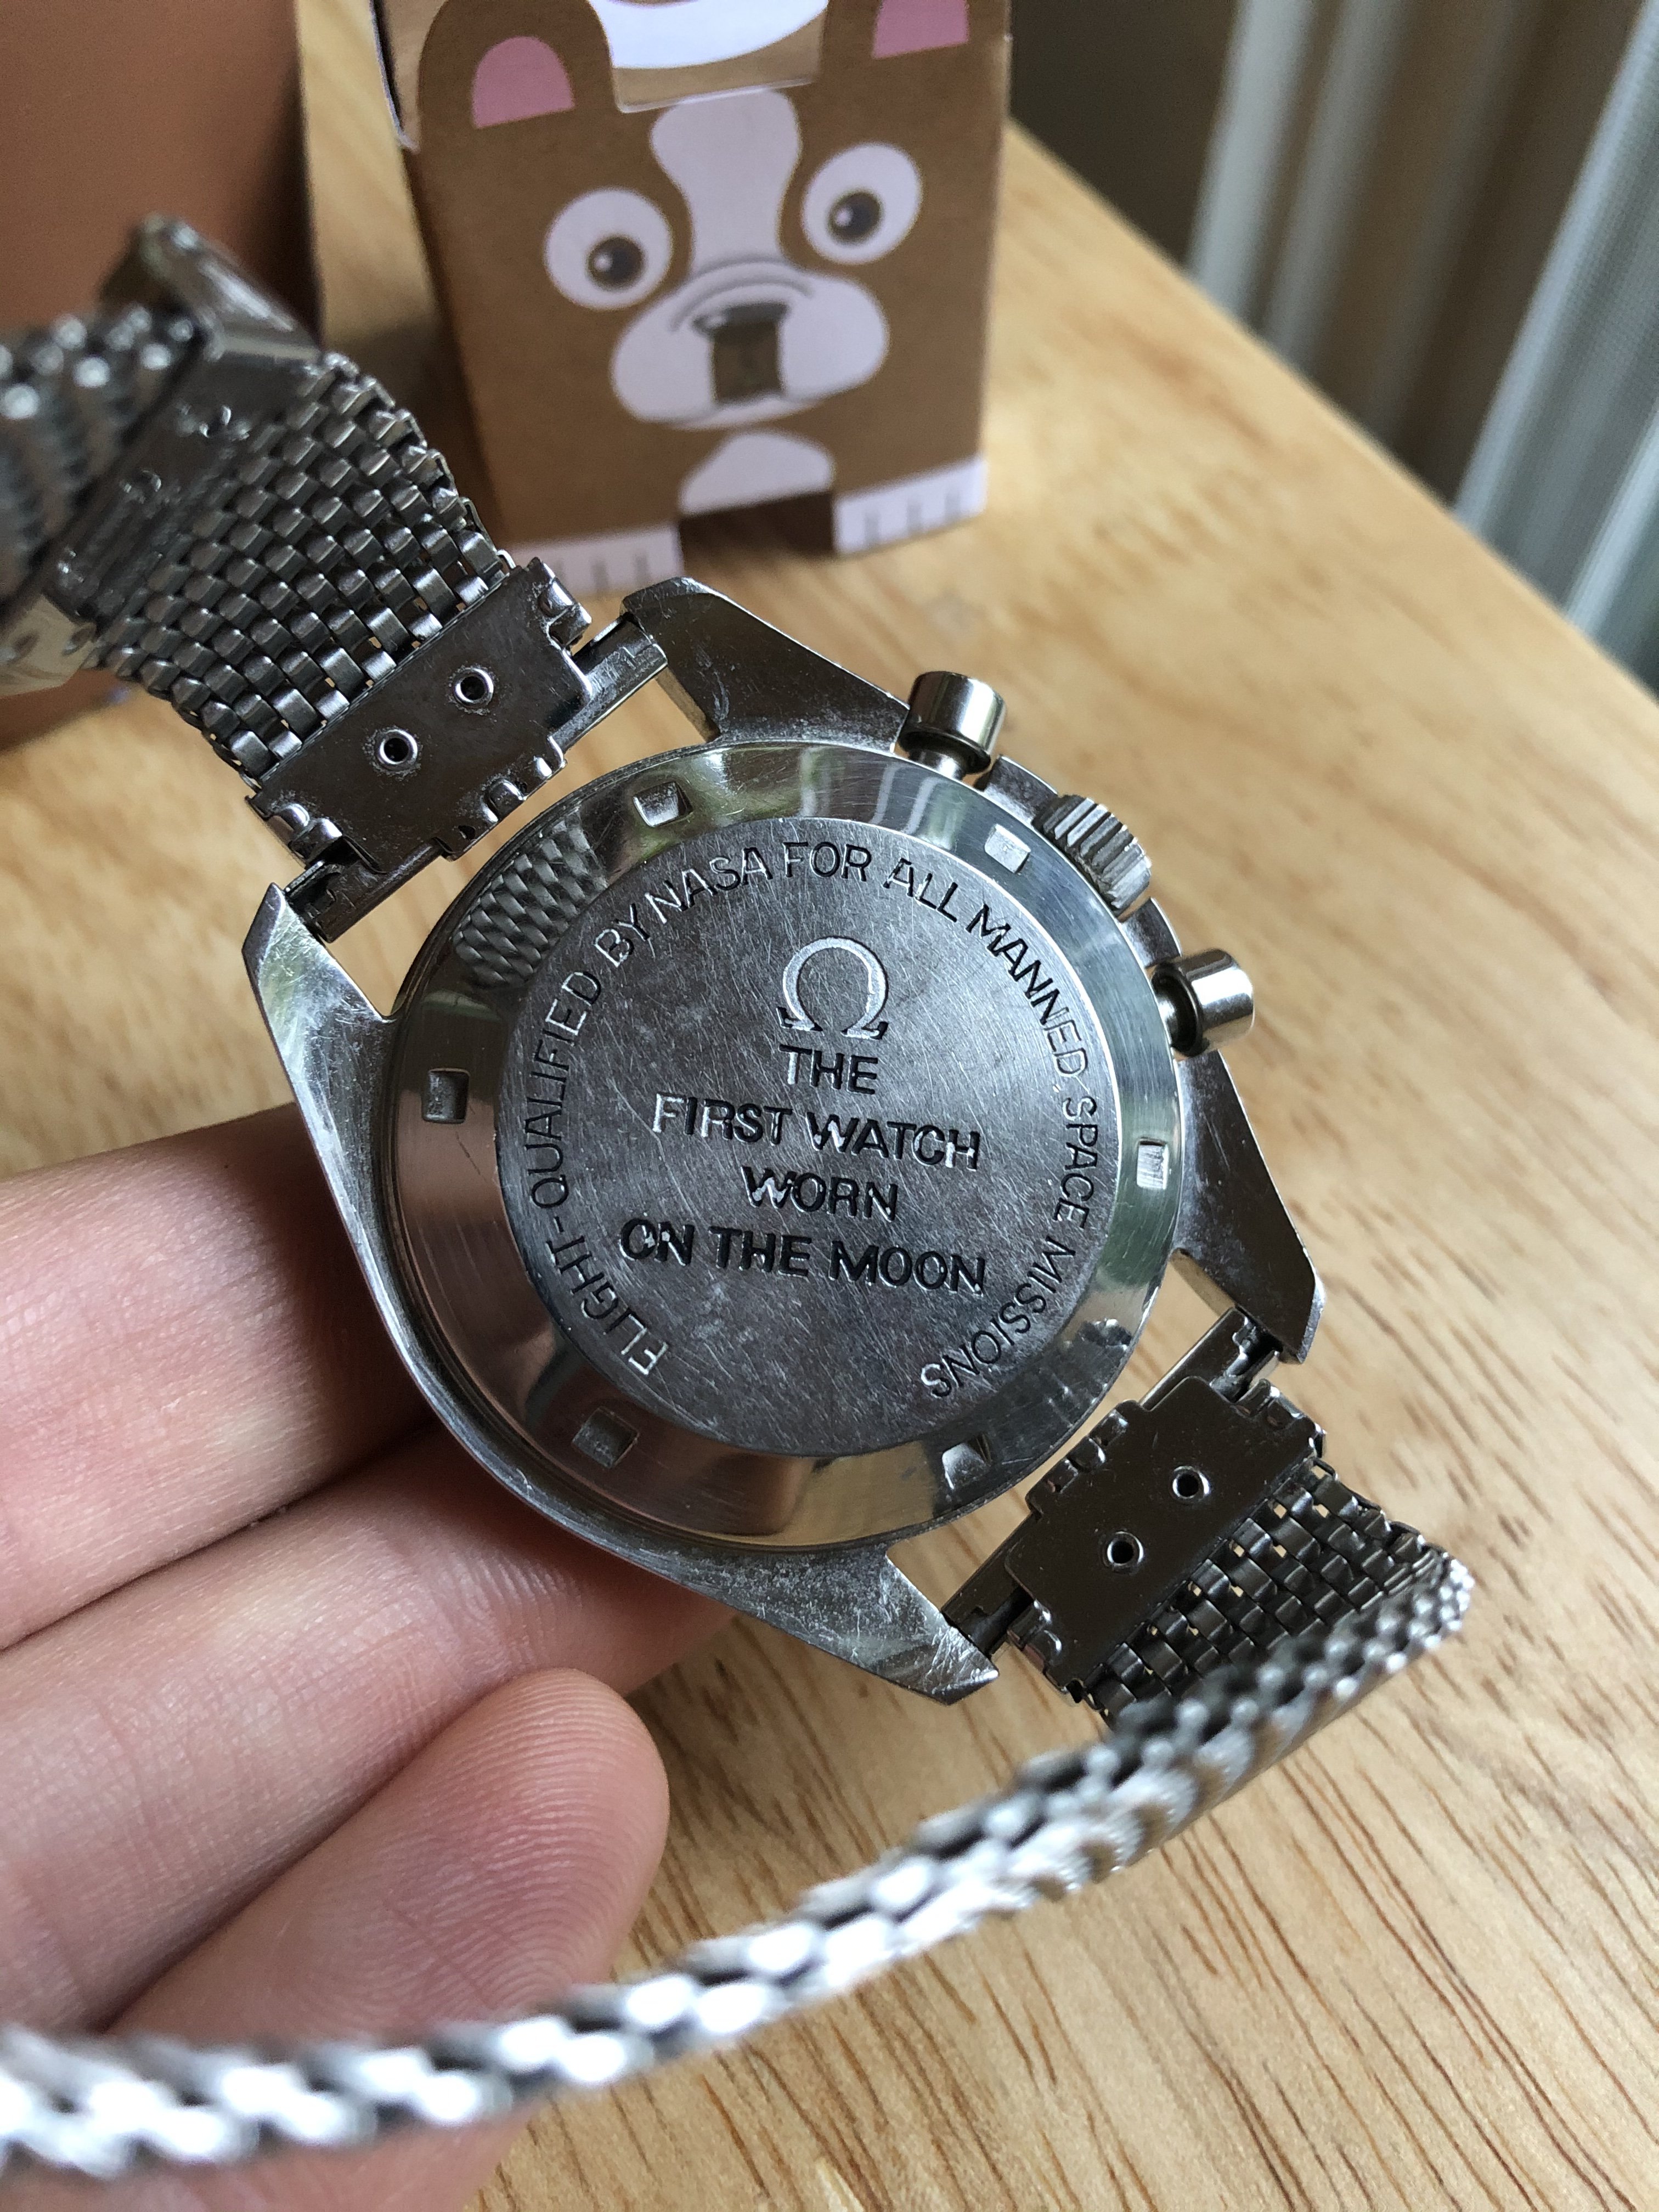 FLIGHT-QUALIFIED BY NASA FOR ALL MANNED SPACE MISSIONS
Ω
THE
FIRST WATCH
WORN
ON THE MOON